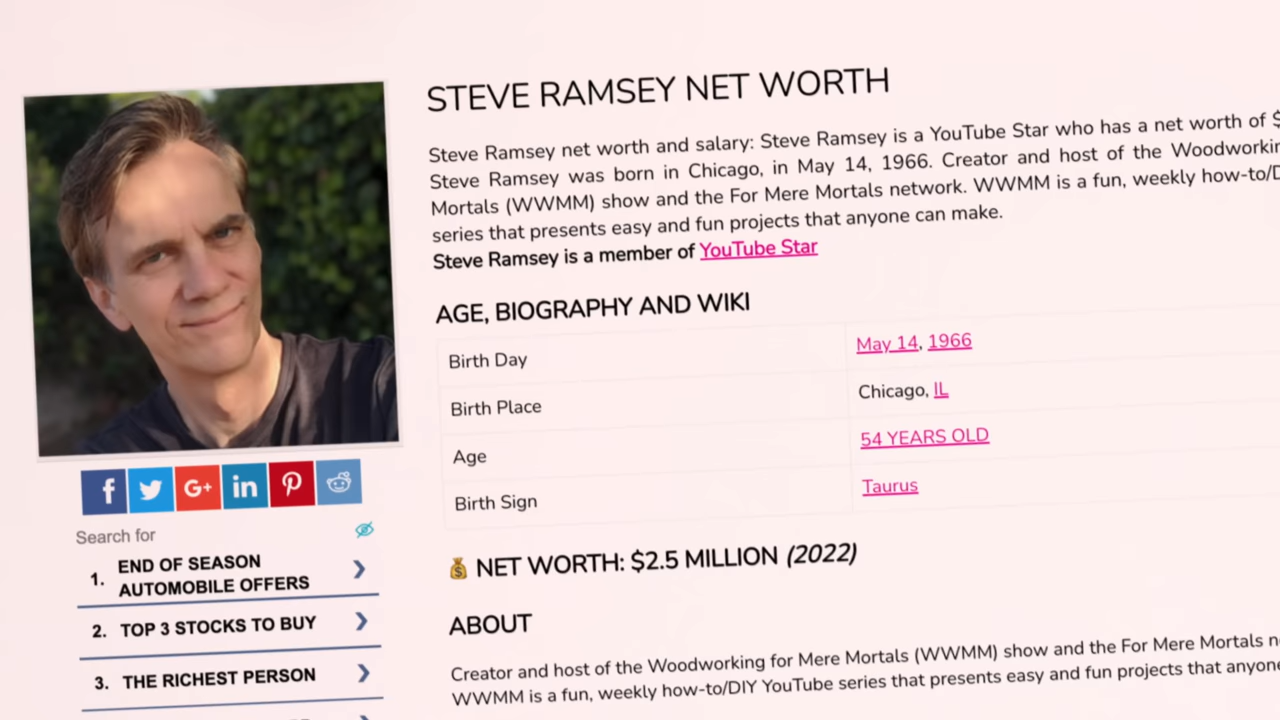 STEVE RAMSEY NET WORTH
Steve Ramsey net worth and salary: Steve Ramsey is a YouTube Star who has a net worth of $
Steve Ramsey was born in Chicago, in May 14, 1966. Creator and host of the
Mortals (WWMM) show and the For Mere Mortals network. WWMM is a fun, weekly
series that presents easy and fun projects that anyone can make.
Steve Ramsey is a member of YouTube Star
AGE, BIOGRAPHY AND WIKI
Birth Day May 14, 1966
Birth Place Chicago, IL
Age 54 YEARS OLD
Birth Sign Taurus
NET WORTH: $2.5 MILLION (2022)
ABOUT
Creator and host of the Woodworking for Mere Mortals (WWMM) show and the For Mere Mortals
WWMM is a fun, weekly how-to/DIY YouTube series that presents easy and fun projects that
f
G+
in
Search for
1. END OF SEASON
AUTOMOBILE OFFERS
2. TOP 3 STOCKS TO BUY
3. THE RICHEST PERSON